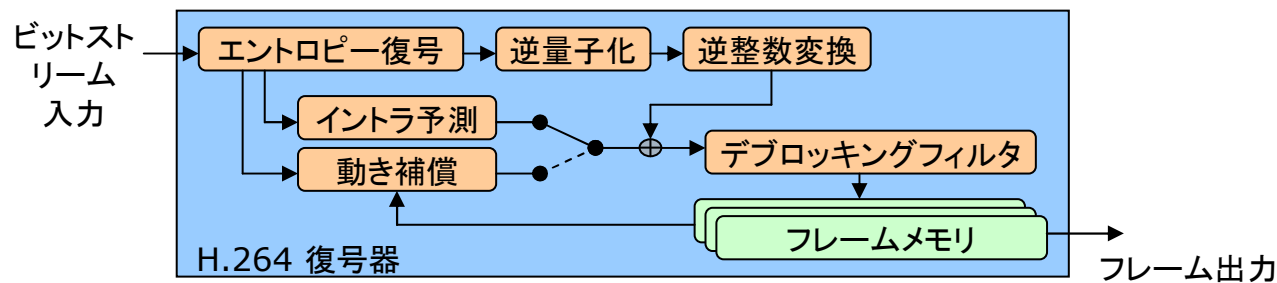 ビットスト
リーム
入力
エントロピー復号
逆量子化
逆整数変換
イントラ予測
動き補償
デブロッキングフィルタ
フレームメモリ
H.264 復号器
フレーム出力